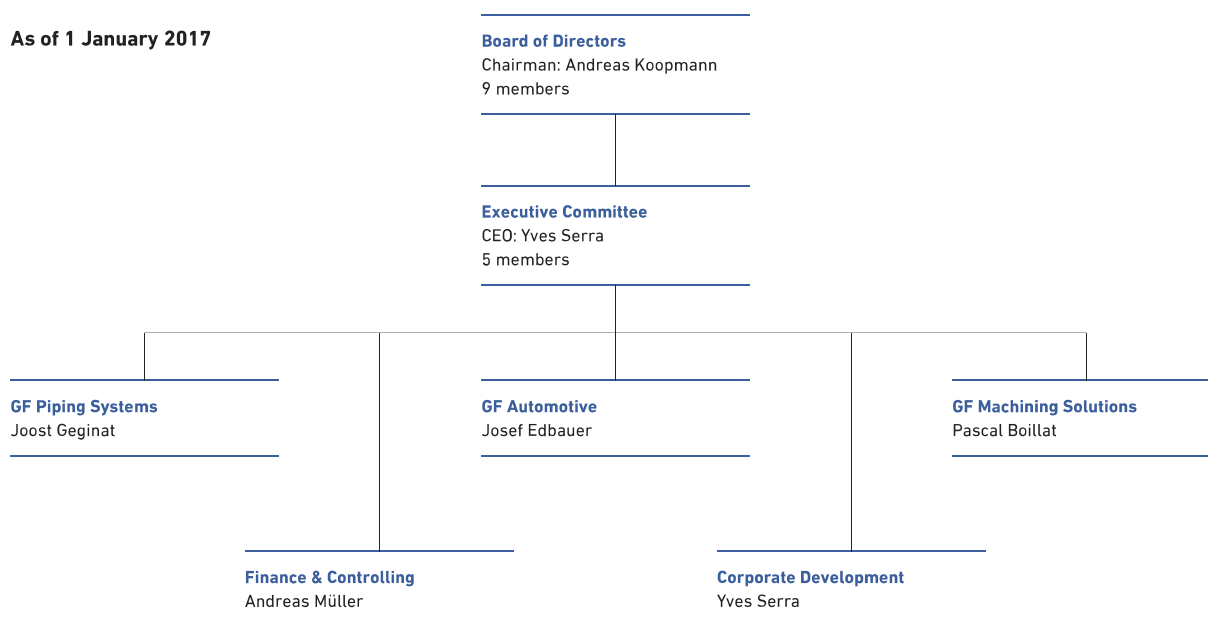 As of 1 January 2017
Board of Directors
Chairman: Andreas Koopmann
9 members
Executive Committee
CEO: Yves Serra
5 members
GF Piping Systems
Joost Geginat
GF Automotive
Josef Edbauer
GF Machining Solutions
Pascal Boillat
Finance & Controlling
Andreas Müller
Corporate Development
Yves Serra